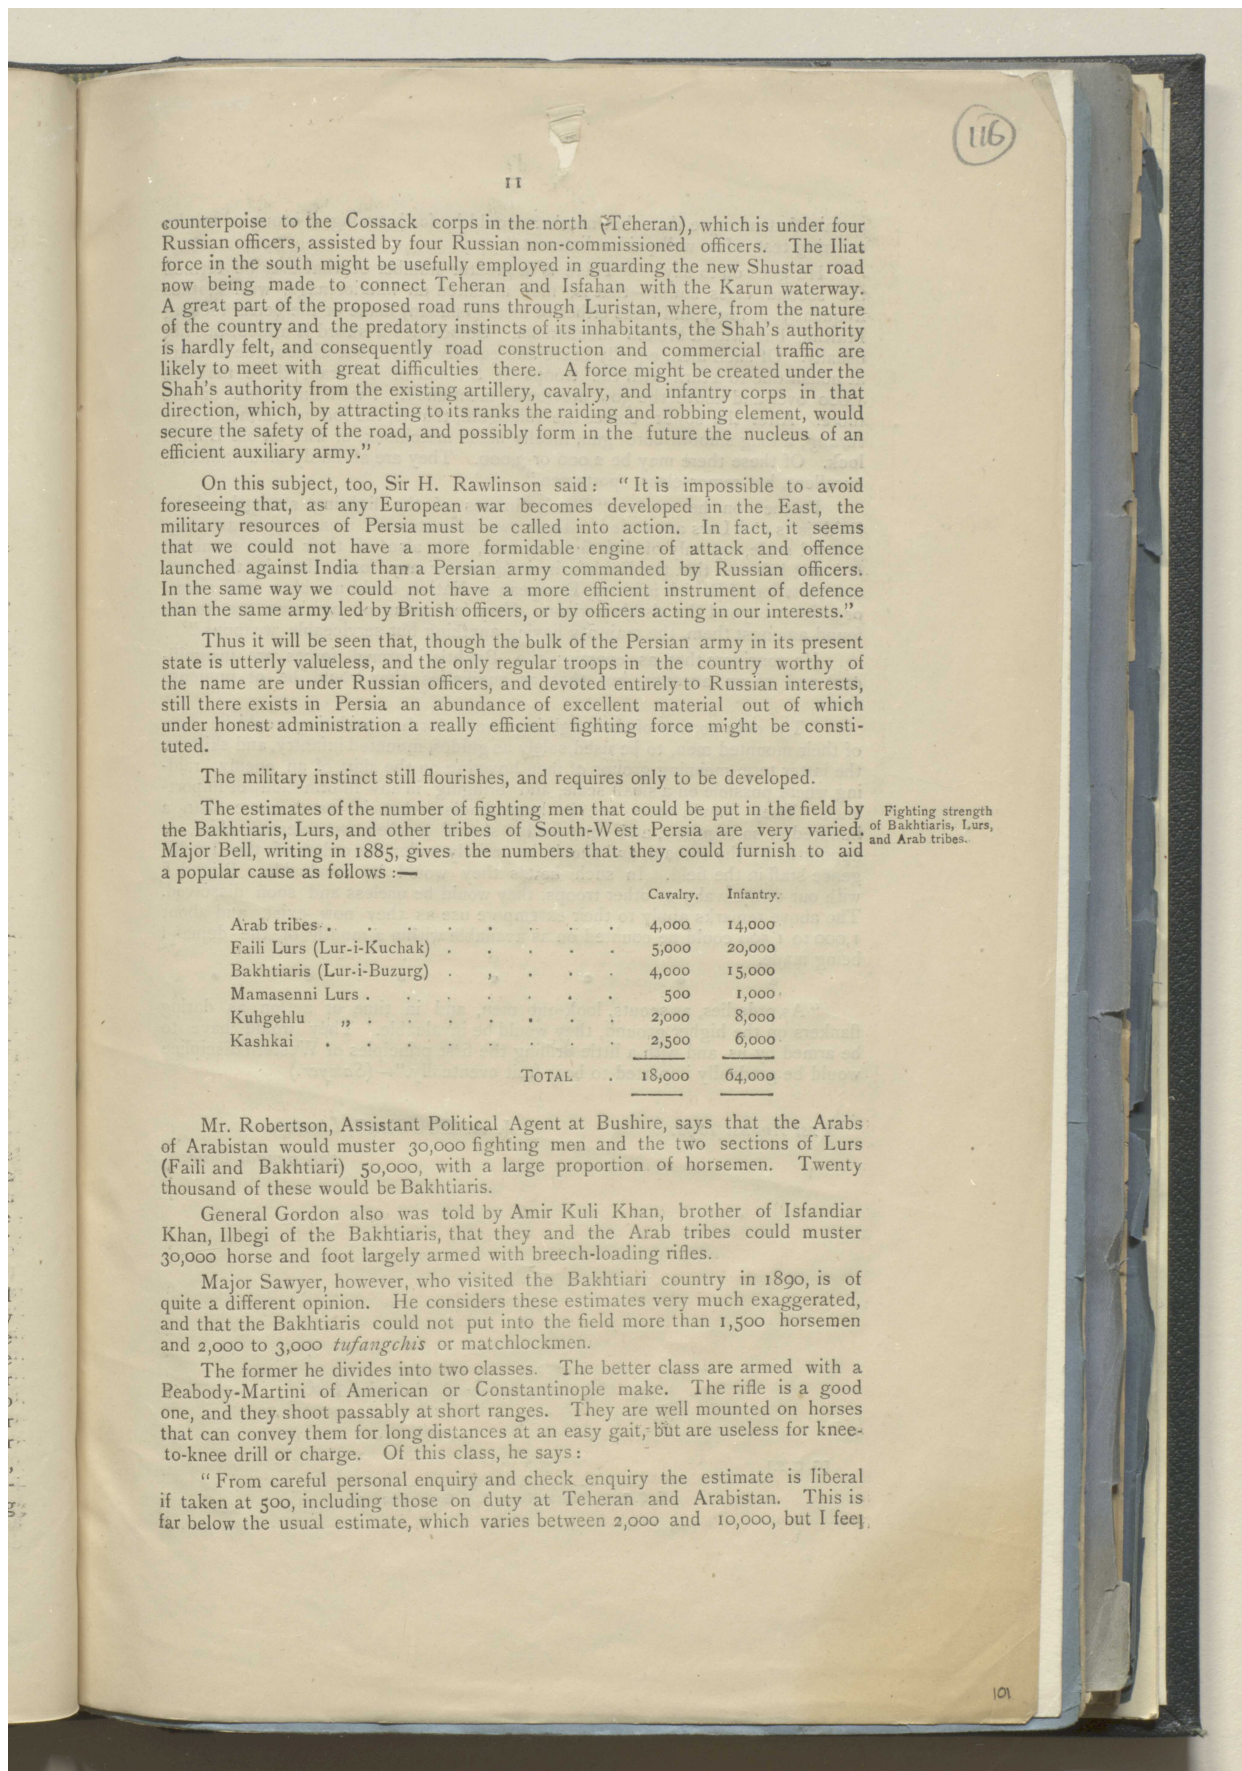 116
11
counterpoise to the Cossack corps in the north (Teheran), which is under four
Russian officers, assisted by four Russian non-commissioned officers. The Iliat
force in the south might be usefully employed in guarding the new Shustar road
now being made to connect Teheran and Isfahan with the Karun waterway.
A great part of the proposed road runs through Luristan, where, from the nature
of the country and the predatory instincts of its inhabitants, the Shah's authority
is hardly felt, and consequently road construction and commercial traffic are
likely to meet with great difficulties there. A force might be created under the
Shah's authority from the existing artillery, cavalry, and infantry corps in that
direction, which, by attracting to its ranks the raiding and robbing element, would
secure the safety of the road, and possibly form in the future the nucleus of an
efficient auxiliary army."
On this subject, too, Sir H. Rawlinson said: "It is impossible to avoid
foreseeing that, as any European war becomes developed in the East, the
military resources of Persia must be called into action. In fact, it seems
that we could not have a more formidable engine of attack and offence
launched against India than a Persian army commanded by Russian officers.
In the same way we could not have a more efficient instrument of defence
than the same army led by British officers, or by officers acting in our interests."
Thus it will be seen that, though the bulk of the Persian army in its present
state is utterly valueless, and the only regular troops in the country worthy of
the name are under Russian officers, and devoted entirely to Russian interests,
still there exists in Persia an abundance of excellent material out of which
under honest administration a really efficient fighting force might be consti-
tuted.
The military instinct still flourishes, and requires only to be developed.
The estimates of the number of fighting men that could be put in the field by
the Bakhtiaris, Lurs, and other tribes of South-West Persia are very varied.
Major Bell, writing in 1885, gives the numbers that they could furnish to aid
a popular cause as follows :—
Fighting strength
of Bakhtiaris, Lurs,
and Arab tribes.
Cavalry. Infantry.
Arab tribes . . . . . . . . 4,000 14,000
Faili Lurs (Lur-i-Kuchak) . . . . . 5,000 20,000
Bakhtiaris (Lur-i-Buzurg) . , . . . 4,000 15,000
Mamasenni Lurs . . . . . . . 500 1,000
Kuhgehlu „ . . . . . . . 2,000 8,000
Kashkai . . . . . . . . 2,500 6,000
TOTAL . 18,000 64,000
Mr. Robertson, Assistant Political Agent at Bushire, says that the Arabs
of Arabistan would muster 30,000 fighting men and the two sections of Lurs
(Faili and Bakhtiari) 50,000, with a large proportion of horsemen. Twenty
thousand of these would be Bakhtiaris.
General Gordon also was told by Amir Kuli Khan, brother of Isfandiar
Khan, Ilbegi of the Bakhtiaris, that they and the Arab tribes could muster
30,000 horse and foot largely armed with breech-loading rifles.
Major Sawyer, however, who visited the Bakhtiari country in 1890, is of
quite a different opinion. He considers these estimates very much exaggerated,
and that the Bakhtiaris could not put into the field more than 1,500 horsemen
and 2,000 to 3,000 tufangchis or matchlockmen.
The former he divides into two classes. The better class are armed with a
Peabody-Martini of American or Constantinople make. The rifle is a good
one, and they shoot passably at short ranges. They are well mounted on horses
that can convey them for long distances at an easy gait, but are useless for knee-
to-knee drill or charge. Of this class, he says :
"From careful personal enquiry and check enquiry the estimate is liberal
if taken at 500, including those on duty at Teheran and Arabistan. This is
far below the usual estimate, which varies between 2,000 and 10,000, but I feel
101